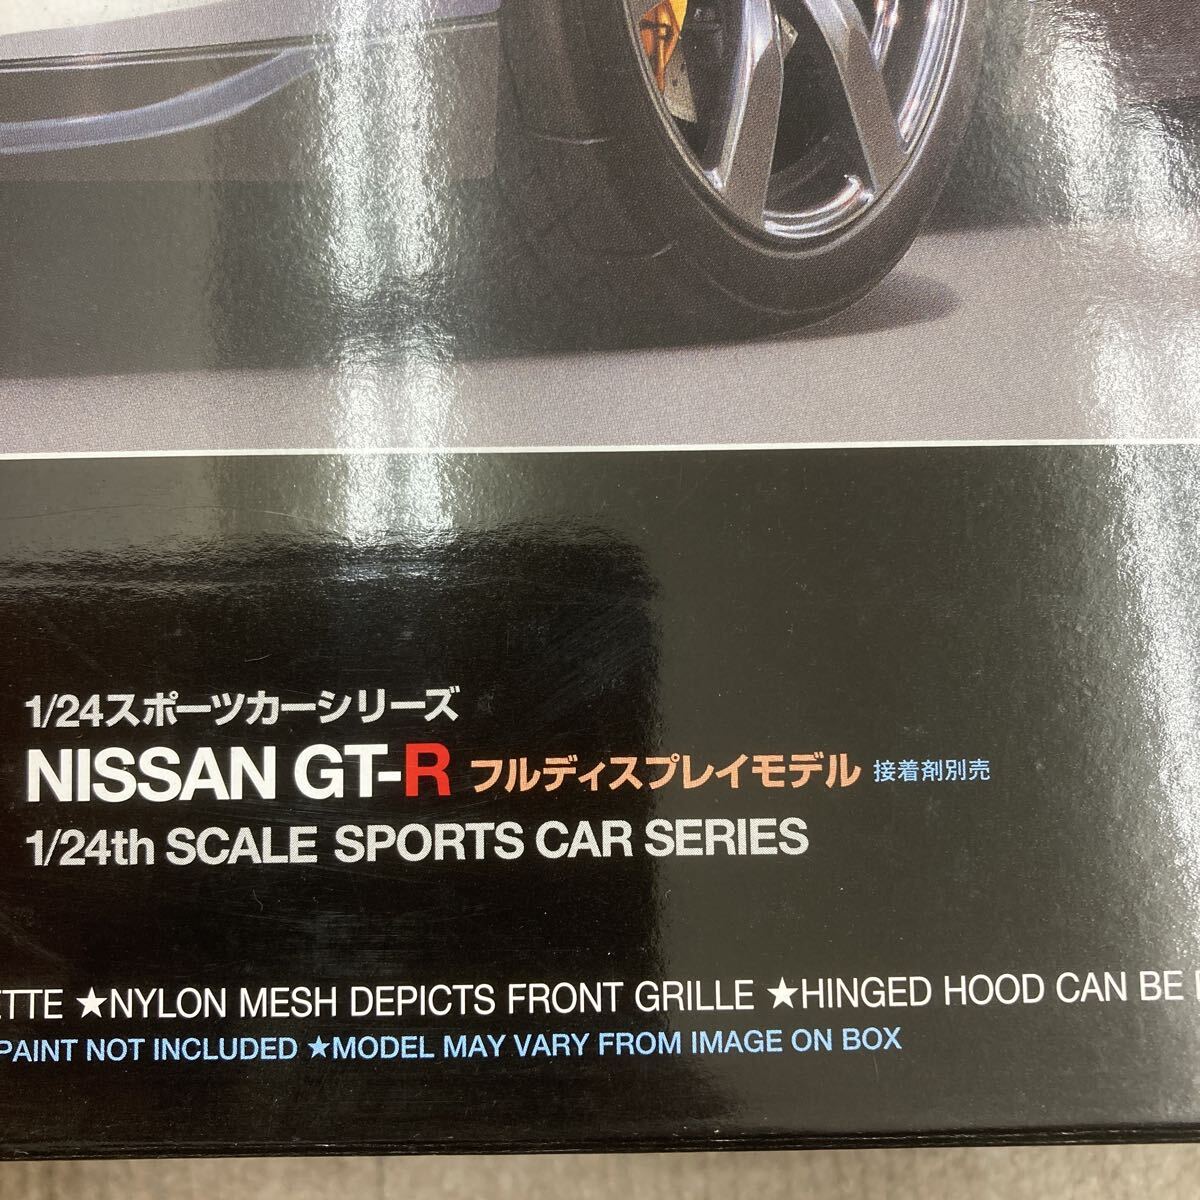 1/24スポーツカーシリーズ
NISSAN GT-R フルディスプレイモデル 接着剤別売
1/24th SCALE SPORTS CAR SERIES
ETTE ★NYLON MESH DEPICTS FRONT GRILLE ★HINGED HOOD CAN BE
PAINT NOT INCLUDED ★MODEL MAY VARY FROM IMAGE ON BOX